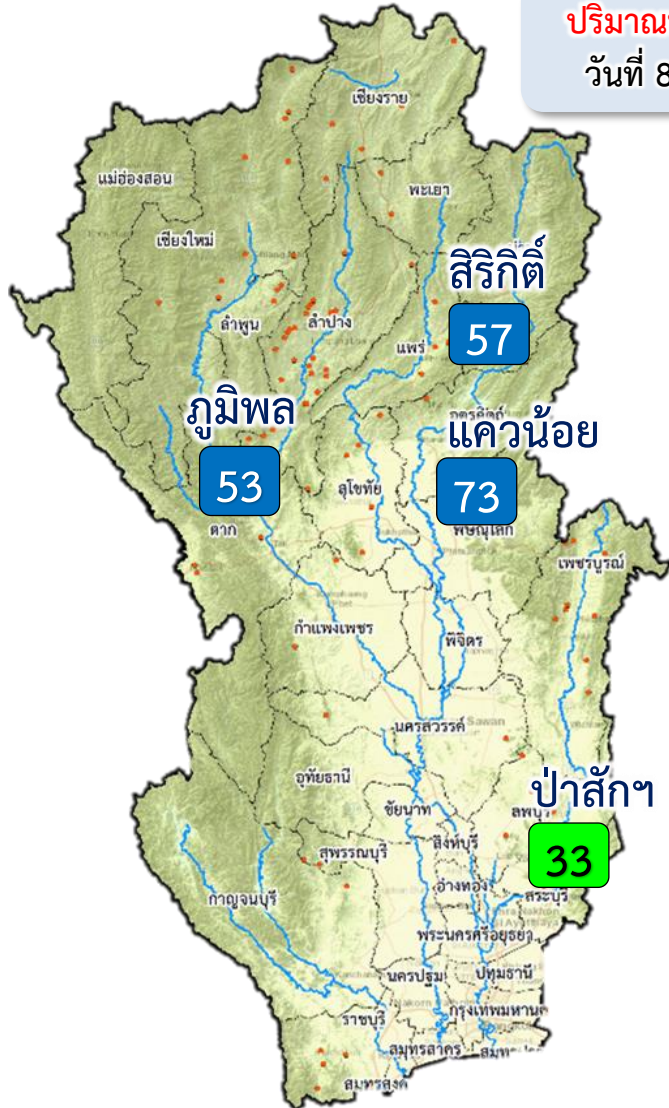 ปริมาณ
วันที่ 8
เชียงราย
แม่ฮ่องสอน
พะเยา
เชียงใหม่
สิริกิติ์
57
ลำพูน
ลำปาง
แพร่
ภูมิพล
53
แควน้อย
73
สุโขทัย
ตาก
พิษณุโลก
เพชรบูรณ์
กำแพงเพชร
พิจิตร
นครสวรรค์
Sawan
อุทัยธานี
ป่าสักฯ
33
ชัยนาท
ลพบุรี
สิงห์บุรี
สุพรรณบุรี
อ่างทอง
สระบุรี
กาญจนบุรี
พระนครศรีอยุธยา
นครปฐม
ปทุมธานี
ราชบุรี
กรุงเทพมหานค
สมุทรสาคร
สมุทรสงค